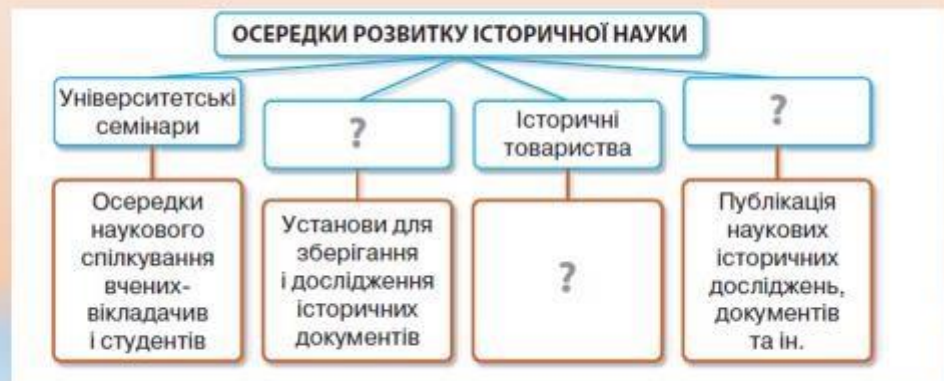 ОСЕРЕДКИ РОЗВИТКУ ІСТОРИЧНОЇ НАУКИ
Університетські
семінари
?
Історичні
товариства
?
Осередки
наукового
спілкування
вчених-
вікладачив
і студентів
Установи для
зберігання
і дослідження
історичних
документів
?
Публікація
наукових
історичних
досліджень,
документів
та ін.